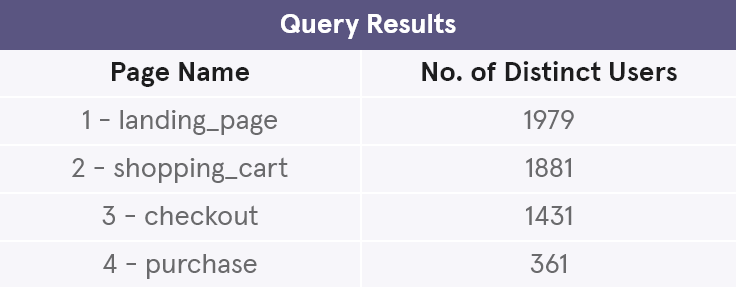 Query Results
Page Name No. of Distinct Users
1 - landing_page 1979
2 - shopping_cart 1881
3 - checkout 1431
4 - purchase 361